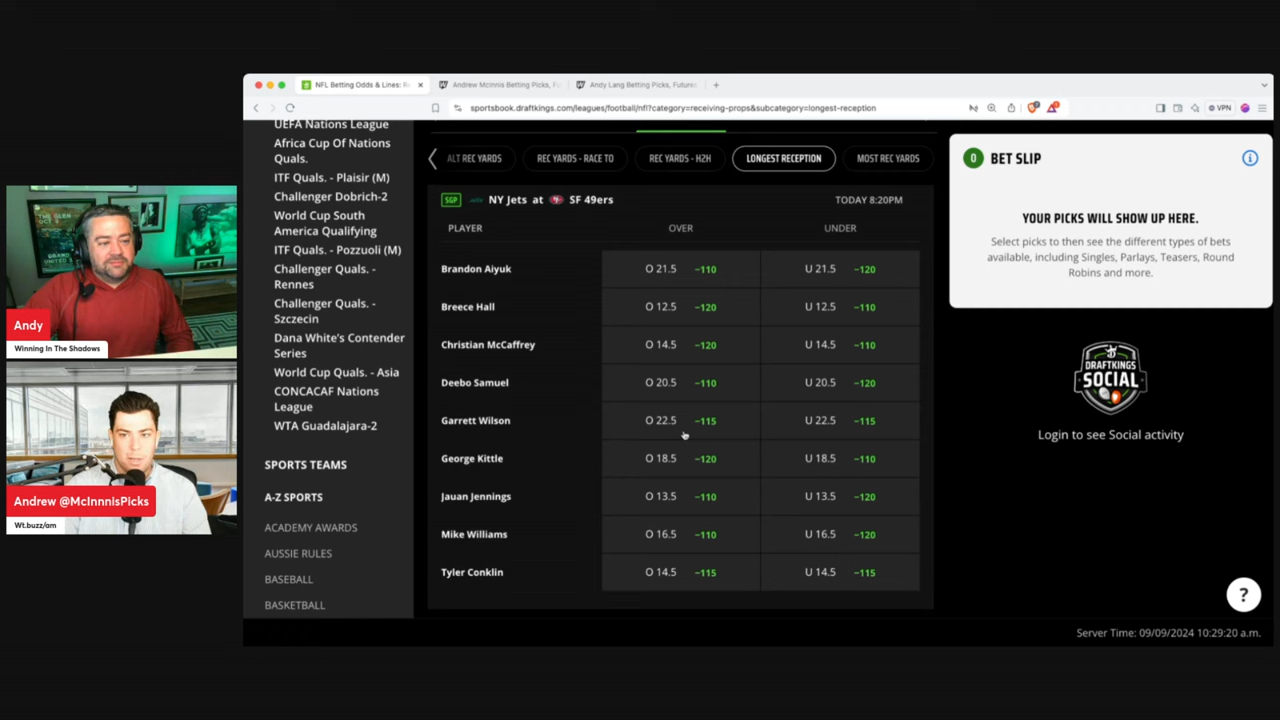 NFL Betting Odds & Lines: R
Andrew Mcinnis Betting Picks, F
Andy Lang Betting Picks, Future
sportsbook.draftkings.com/leagues/football/nfl?category=receiving-props&subcategory=longest-reception
VPN
UEFA Nations League
Africa Cup Of Nations
Quals.
ITF Quals. - Plaisir (M)
Challenger Dobrich-2
World Cup South
America Qualifying
ITF Quals. - Pozzuoli (M)
Challenger Quals. -
Rennes
Challenger Quals. -
Szczecin
Dana White's Contender
Series
World Cup Quals. - Asia
CONCACAF Nations
League
WTA Guadalajara-2
SPORTS TEAMS
A-Z SPORTS
ACADEMY AWARDS
AUSSIE RULES
BASEBALL
BASKETBALL
ALT REC YARDS
REC YARDS - RACE TO
REC YARDS - H2H
LONGEST RECEPTION
MOST REC YARDS
SGP NY Jets at SF 49ers TODAY 8:20PM
PLAYER OVER UNDER
Brandon Aiyuk O 21.5 −110 U 21.5 −120
Breece Hall O 12.5 −120 U 12.5 −110
Christian McCaffrey O 14.5 −120 U 14.5 −110
Deebo Samuel O 20.5 −110 U 20.5 −120
Garrett Wilson O 22.5 −115 U 22.5 −115
George Kittle O 18.5 −120 U 18.5 −110
Jauan Jennings O 13.5 −110 U 13.5 −120
Mike Williams O 16.5 −110 U 16.5 −120
Tyler Conklin O 14.5 −115 U 14.5 −115
0 BET SLIP
YOUR PICKS WILL SHOW UP HERE.
Select picks to then see the different types of bets
available, including Singles, Parlays, Teasers, Round
Robins and more.
DRAFTKINGS
SOCIAL
Login to see Social activity
?
Server Time: 09/09/2024 10:29:20 a.m.
Andy
Winning In The Shadows
Andrew @McInnnisPicks
Wt.buzz/am